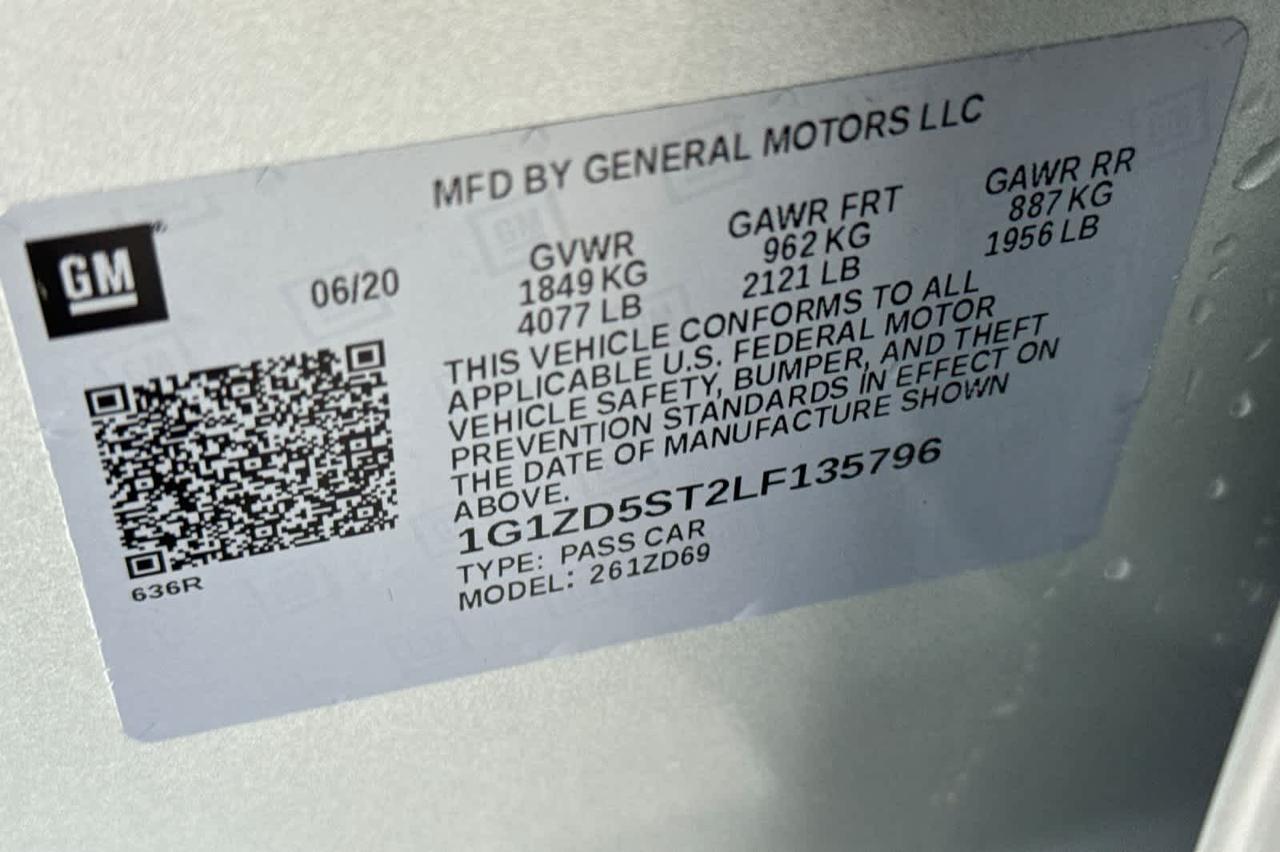 MFD BY GENERAL MOTORS LLC
GM
06/20
GVWR
1849 KG
4077 LB
GAWR FRT
962 KG
2121 LB
GAWR RR
887 KG
1956 LB
THIS VEHICLE CONFORMS TO ALL
APPLICABLE U.S. FEDERAL MOTOR
VEHICLE SAFETY, BUMPER, AND THEFT
PREVENTION STANDARDS IN EFFECT ON
THE DATE OF MANUFACTURE SHOWN
ABOVE.
1G1ZD5ST2LF135796
TYPE: PASS CAR
MODEL: 261ZD69
636R